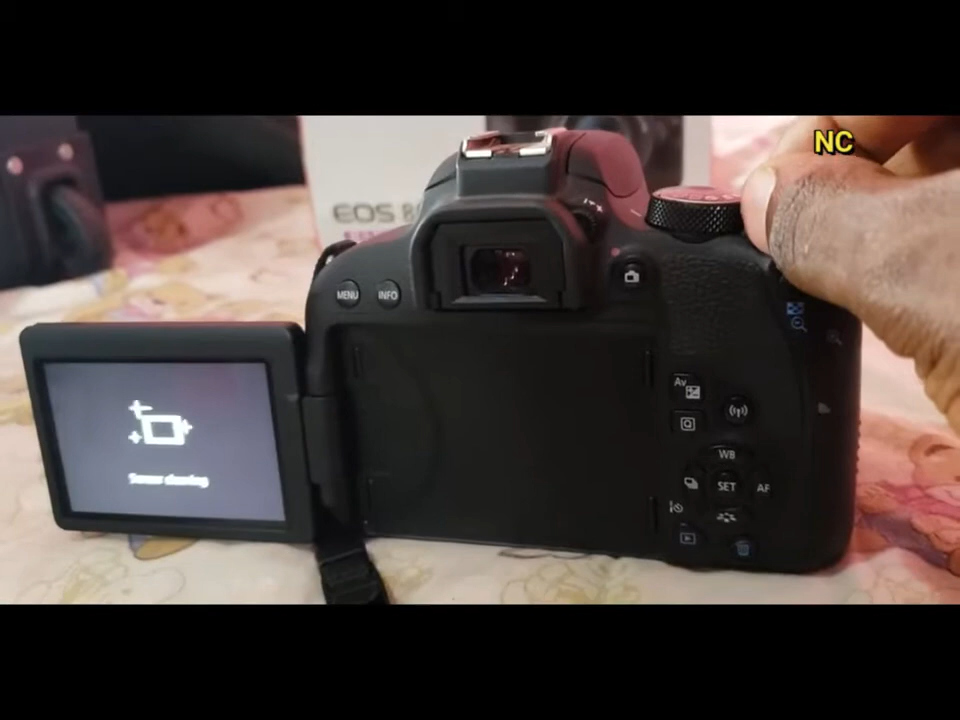 NC
EOS 8
MENU
INFO
Av
Q
WB
SET
AF
Sensor cleaning